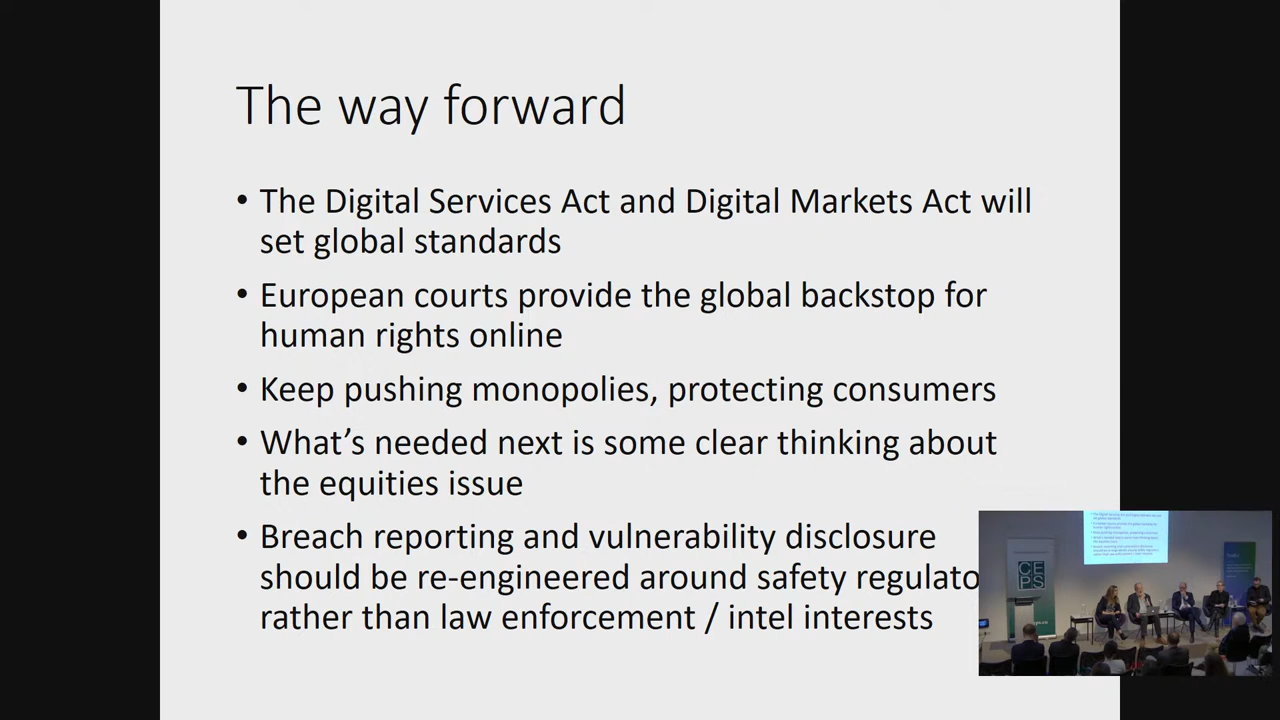 The way forward
• The Digital Services Act and Digital Markets Act will
set global standards
• European courts provide the global backstop for
human rights online
• Keep pushing monopolies, protecting consumers
• What's needed next is some clear thinking about
the equities issue
• Breach reporting and vulnerability disclosure
should be re-engineered around safety regulato
rather than law enforcement / intel interests
CE
PS